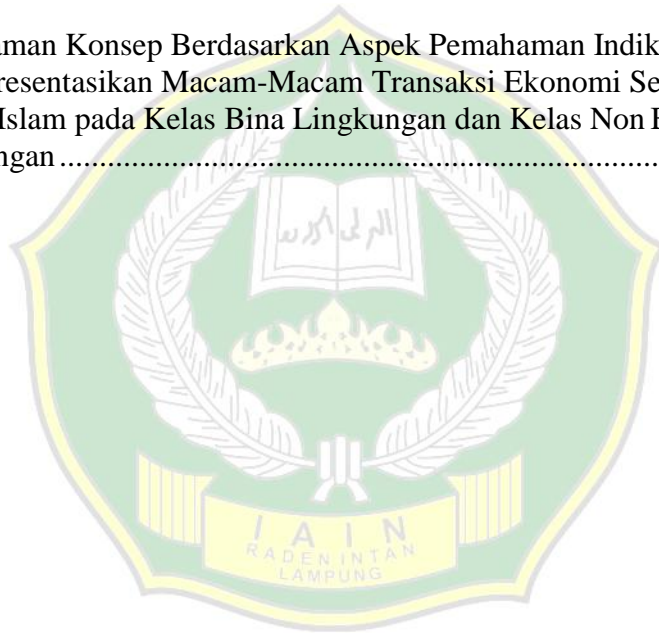 aman Konsep Berdasarkan Aspek Pemahaman Indik
resentasikan Macam-Macam Transaksi Ekonomi Se
Islam pada Kelas Bina Lingkungan dan Kelas Non B
ngan ...........................................................................
I A I N
RADEN INTAN
LAMPUNG